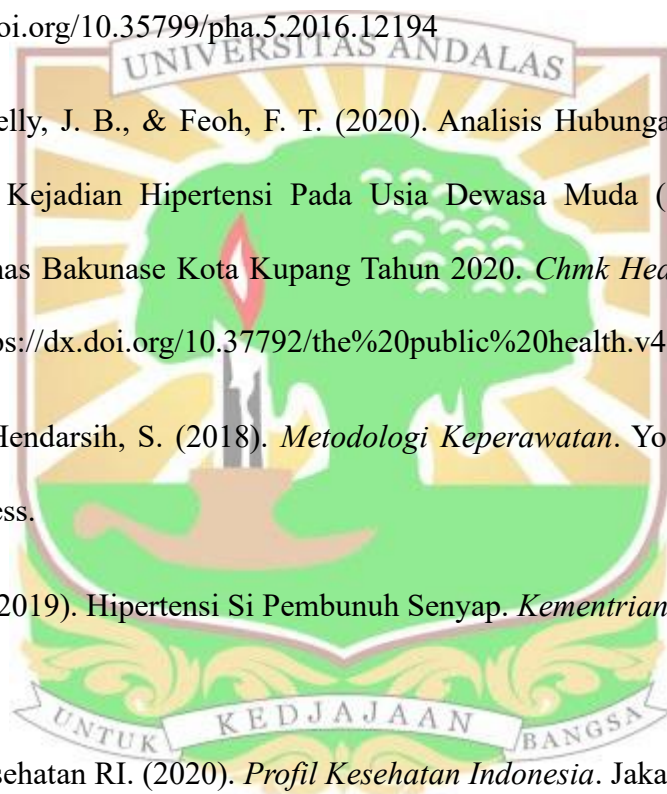 oi.org/10.35799/pha.5.2016.12194
UNIVERSITAS ANDALAS
elly, J. B., & Feoh, F. T. (2020). Analisis Hubunga
Kejadian Hipertensi Pada Usia Dewasa Muda (
nas Bakunase Kota Kupang Tahun 2020. Chmk Hea
ps://dx.doi.org/10.37792/the%20public%20health.v4
Hendarsih, S. (2018). Metodologi Keperawatan. Yo
ess.
2019). Hipertensi Si Pembunuh Senyap. Kementrian
UNTUK KEDJAJAAN BANGSA
sehatan RI. (2020). Profil Kesehatan Indonesia. Jaka